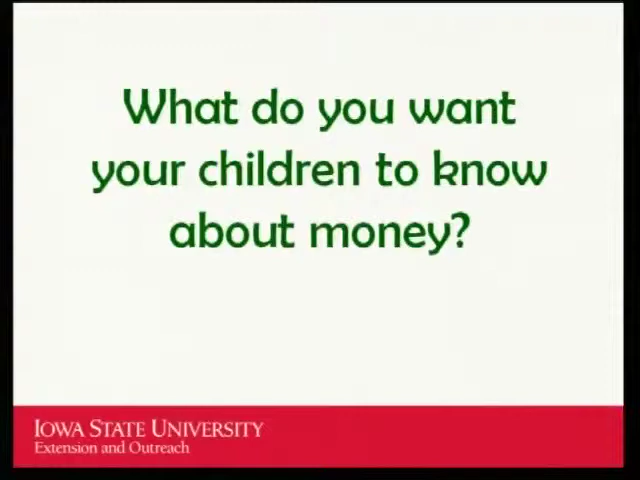 What do you want
your children to know
about money?
IOWA STATE UNIVERSITY
Extension and Outreach